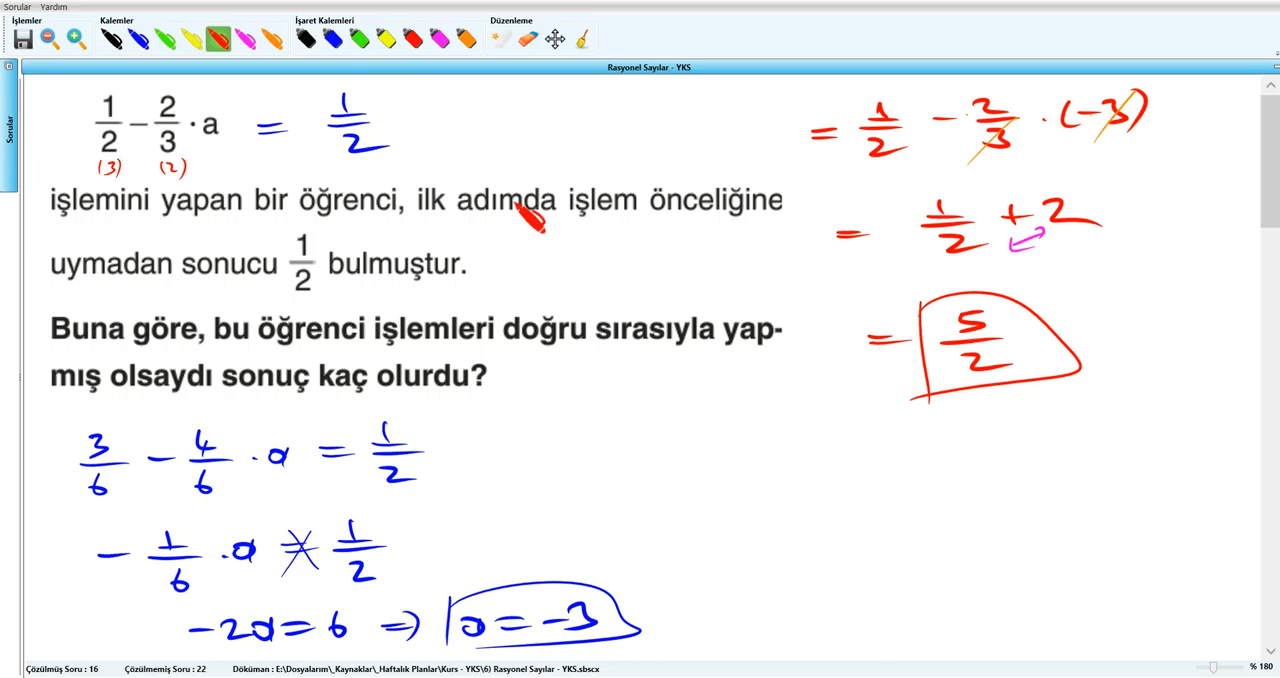 Sorular Yardım
İşlemler Kalemler İşaret Kalemleri Düzenleme
Rasyonel Sayılar - YKS
Sorular
1/2 - 2/3 · a = 1/2
(3) (2)
işlemini yapan bir öğrenci, ilk adımda işlem önceliğine
uymadan sonucu 1/2 bulmuştur.
Buna göre, bu öğrenci işlemleri doğru sırasıyla yap-
mış olsaydı sonuç kaç olurdu?
3/6 - 4/6 · a = 1/2
- 1/6 · a = 1/2
-2a = 6 ⇒ a = -3
= 1/2 - 2/3 · (-3)
= 1/2 + 2
= 5/2
Çözülmüş Soru : 16 Çözülmemiş Soru : 22 Döküman : E:\Dosyalarım\_Kaynaklar\_Haftalık Planlar\Kurs - YKS\6) Rasyonel Sayılar - YKS.sbscx % 180